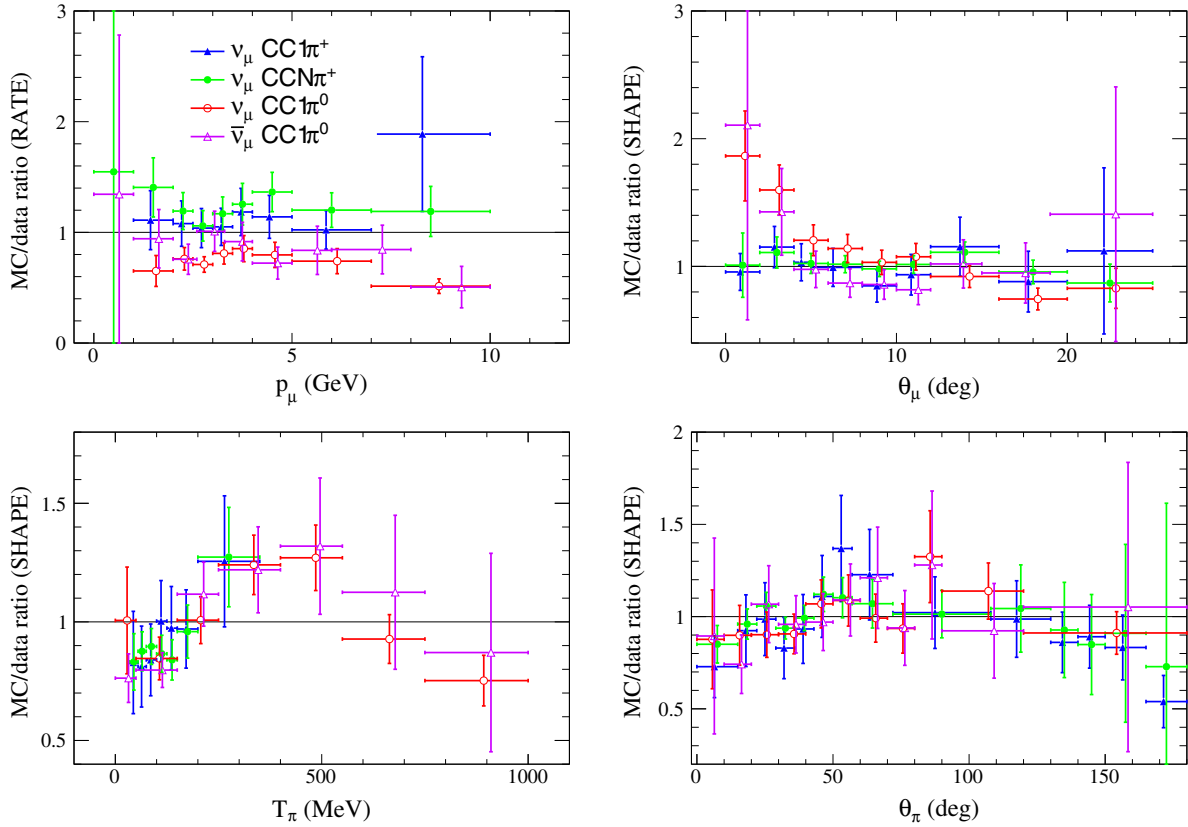 3
2
1
0
MC/data ratio (RATE)
ν_μ CC1π⁺
ν_μ CCNπ⁺
ν_μ CC1π⁰
ν̄_μ CC1π⁰
0 5 10
p_μ (GeV)
3
2
1
MC/data ratio (SHAPE)
0 10 20
θ_μ (deg)
1.5
1
0.5
MC/data ratio (SHAPE)
0 500 1000
T_π (MeV)
2
1.5
1
0.5
MC/data ratio (SHAPE)
0 50 100 150
θ_π (deg)